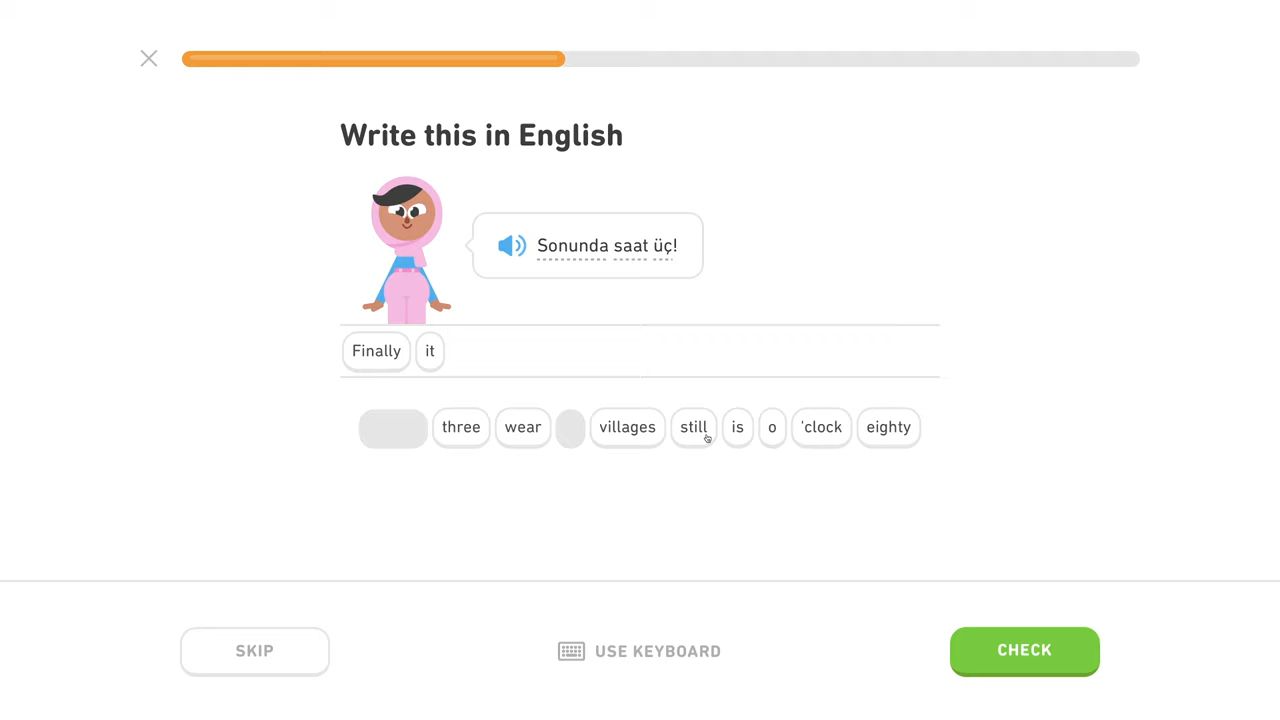 Write this in English
Sonunda saat üç!
Finally it
three wear villages still is o 'clock eighty
SKIP USE KEYBOARD CHECK